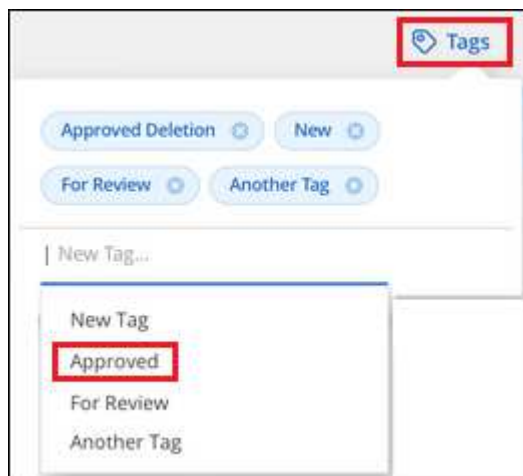 Tags
Approved Deletion New
For Review Another Tag
New Tag...
New Tag
Approved
For Review
Another Tag